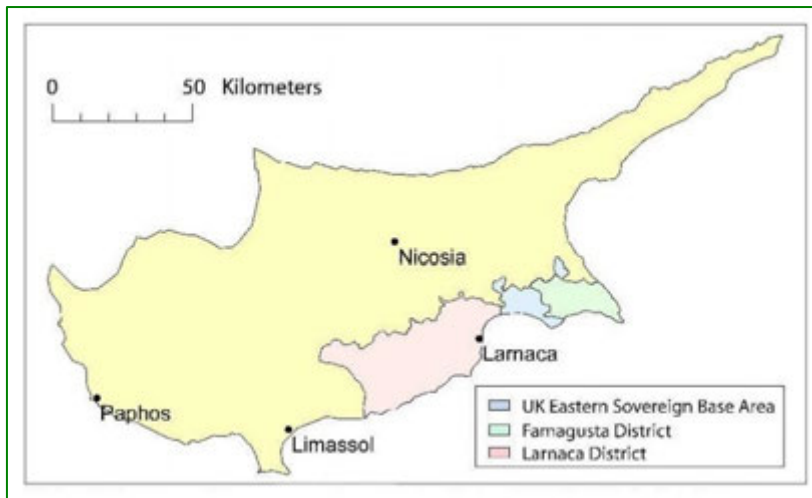 0 50 Kilometers
Nicosia
Larnaca
Paphos
Limassol
UK Eastern Sovereign Base Area
Famagusta District
Larnaca District